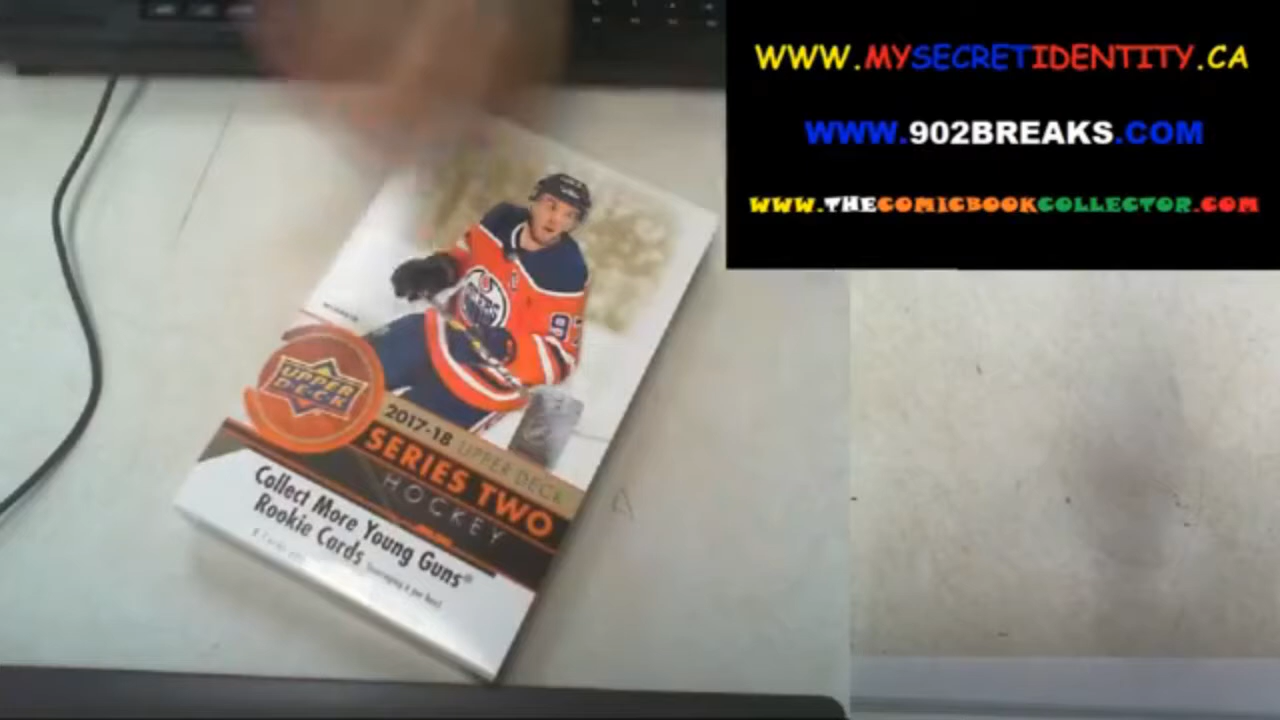 WWW.MYSECRETIDENTITY.CA
WWW.902BREAKS.COM
WWW.THECOMICBOOKCOLLECTOR.COM
97
UPPER
DECK
2017-18 UPPER DECK
SERIES TWO
HOCKEY
Collect More Young Guns®
Rookie Cards